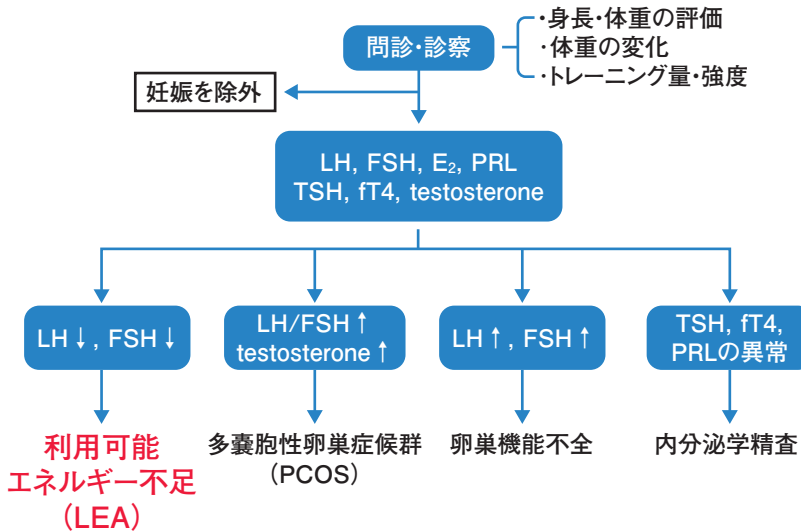 問診・診察
・身長・体重の評価
・体重の変化
・トレーニング量・強度
妊娠を除外
LH, FSH, E₂, PRL
TSH, fT4, testosterone
LH↓, FSH↓
LH/FSH↑
testosterone↑
LH↑, FSH↑
TSH, fT4,
PRLの異常
利用可能
エネルギー不足
（LEA）
多嚢胞性卵巣症候群
（PCOS）
卵巣機能不全
内分泌学精査